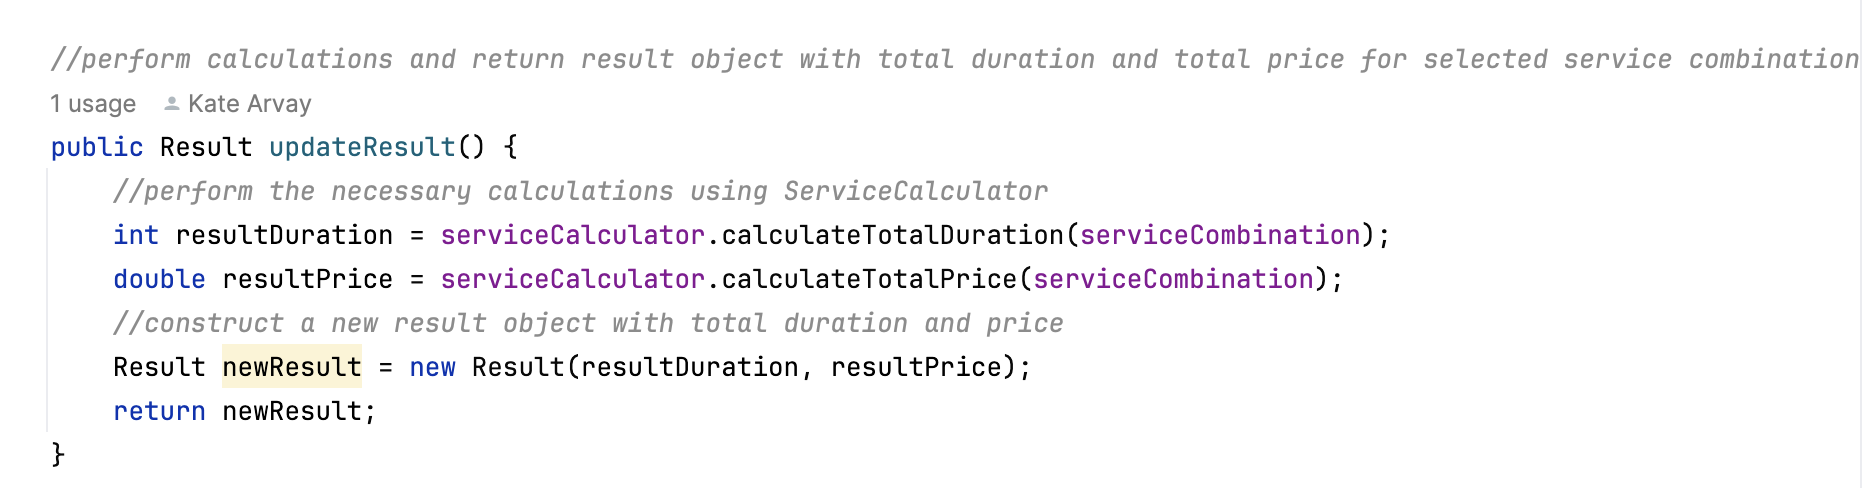 //perform calculations and return result object with total duration and total price for selected service combination
1 usage Kate Arvay
public Result updateResult() {
//perform the necessary calculations using ServiceCalculator
int resultDuration = serviceCalculator.calculateTotalDuration(serviceCombination);
double resultPrice = serviceCalculator.calculateTotalPrice(serviceCombination);
//construct a new result object with total duration and price
Result newResult = new Result(resultDuration, resultPrice);
return newResult;
}